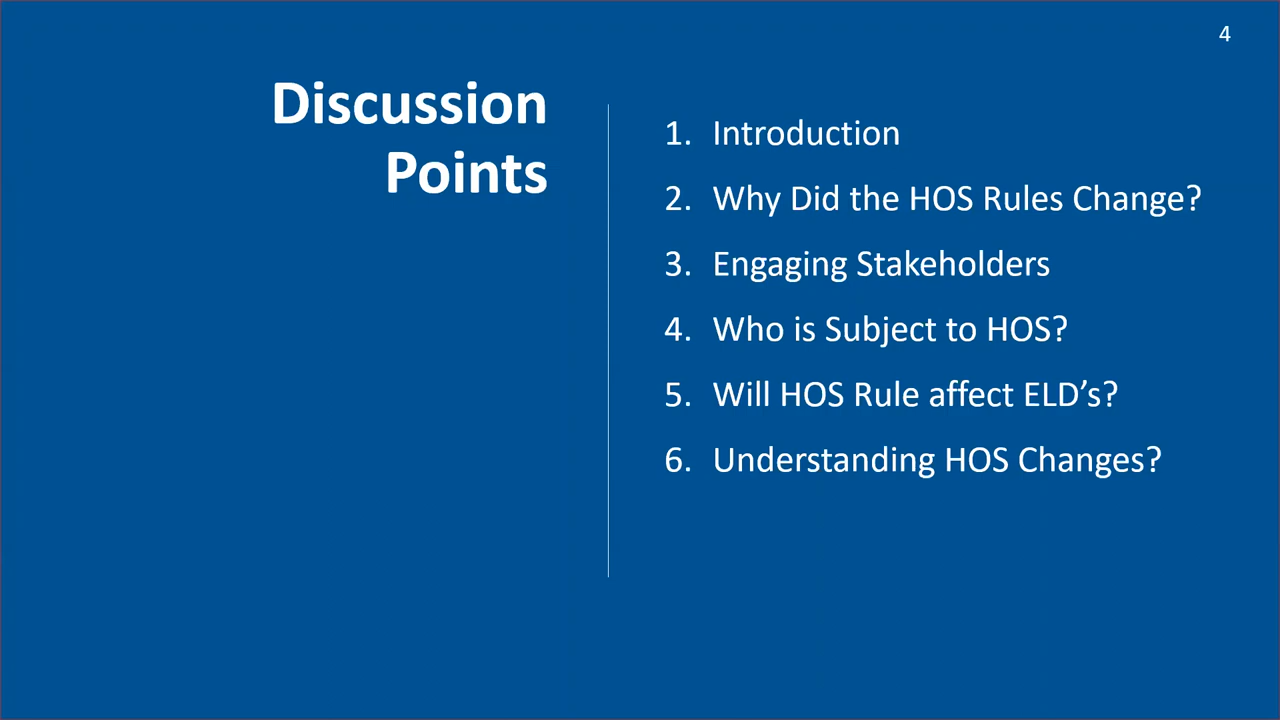 4
Discussion
Points
1. Introduction
2. Why Did the HOS Rules Change?
3. Engaging Stakeholders
4. Who is Subject to HOS?
5. Will HOS Rule affect ELD’s?
6. Understanding HOS Changes?